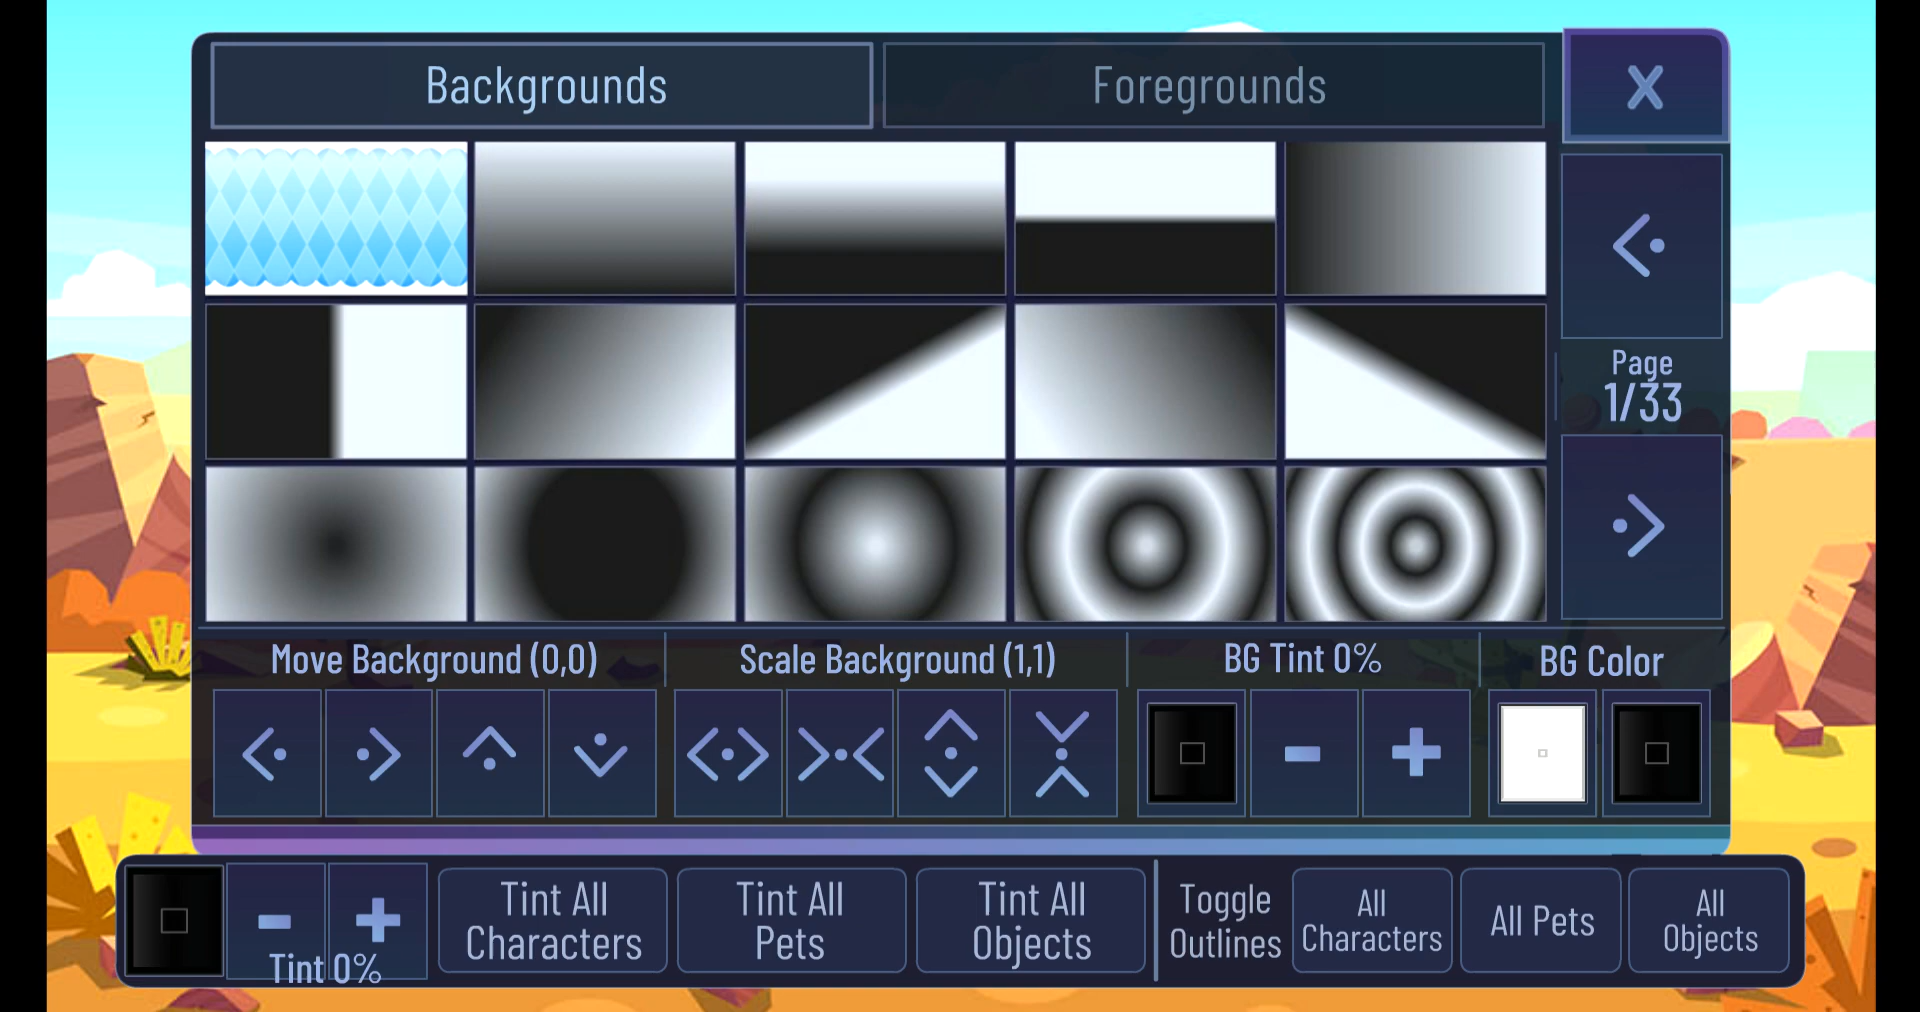 Backgrounds
Foregrounds
X
Page
1/33
Move Background (0,0)
Scale Background (1,1)
BG Tint 0%
BG Color
Tint 0%
Tint All
Characters
Tint All
Pets
Tint All
Objects
Toggle
Outlines
All
Characters
All Pets
All
Objects